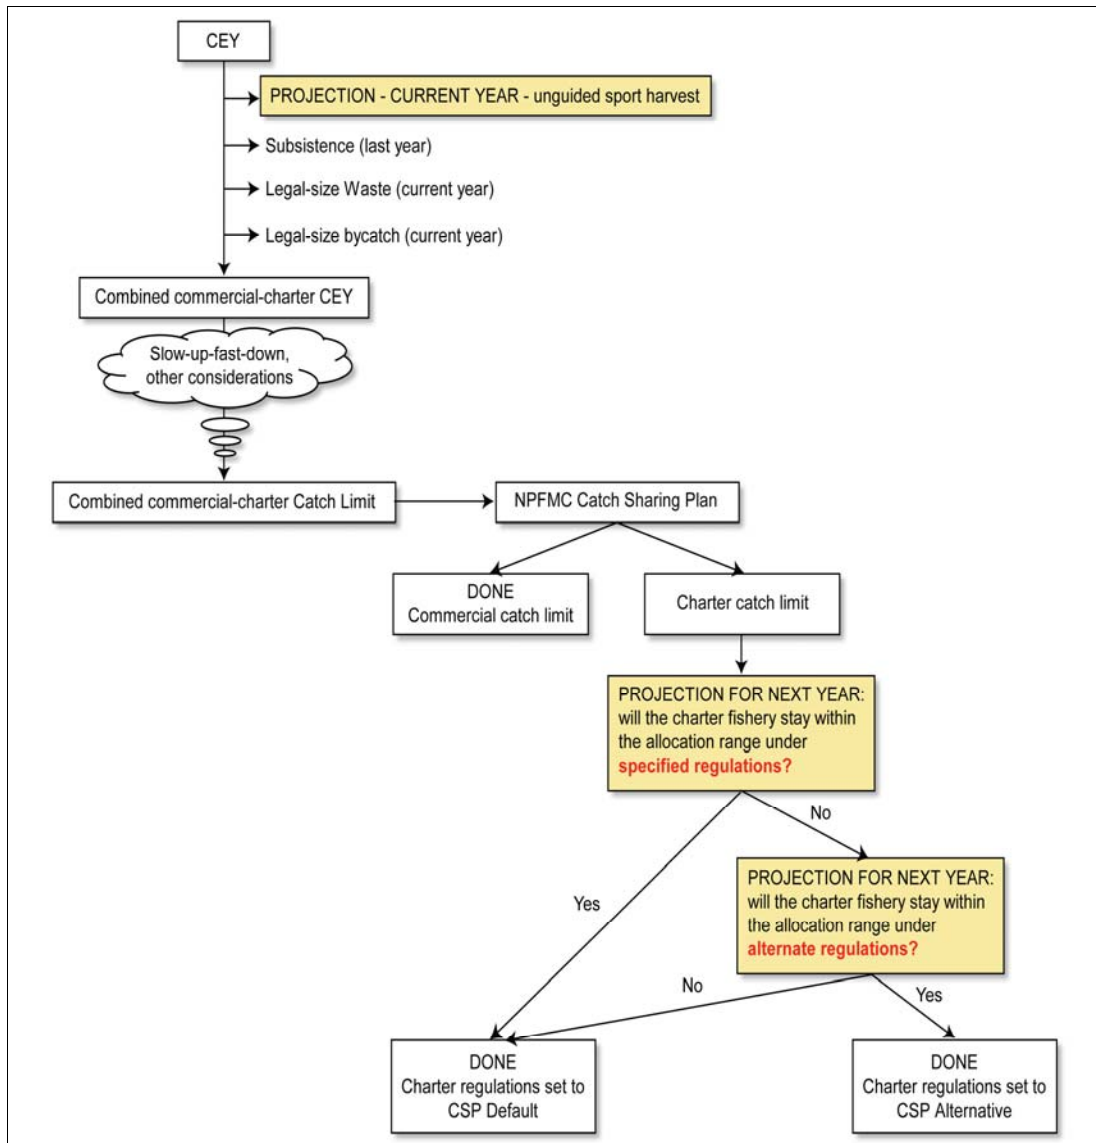 CEY
PROJECTION - CURRENT YEAR - unguided sport harvest
Subsistence (last year)
Legal-size Waste (current year)
Legal-size bycatch (current year)
Combined commercial-charter CEY
Slow-up-fast-down,
other considerations
Combined commercial-charter Catch Limit
NPFMC Catch Sharing Plan
DONE
Commercial catch limit
Charter catch limit
PROJECTION FOR NEXT YEAR:
will the charter fishery stay within
the allocation range under
specified regulations?
No
Yes
PROJECTION FOR NEXT YEAR:
will the charter fishery stay within
the allocation range under
alternate regulations?
No
Yes
DONE
Charter regulations set to
CSP Default
DONE
Charter regulations set to
CSP Alternative